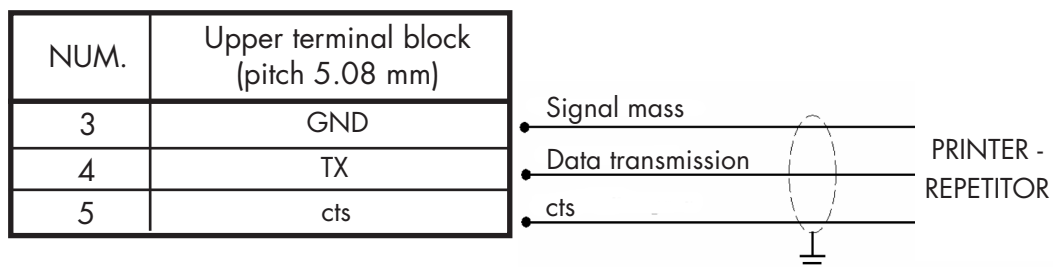 NUM.
Upper terminal block
(pitch 5.08 mm)
3 GND
4 TX
5 cts
Signal mass
Data transmission
cts
PRINTER -
REPETITOR